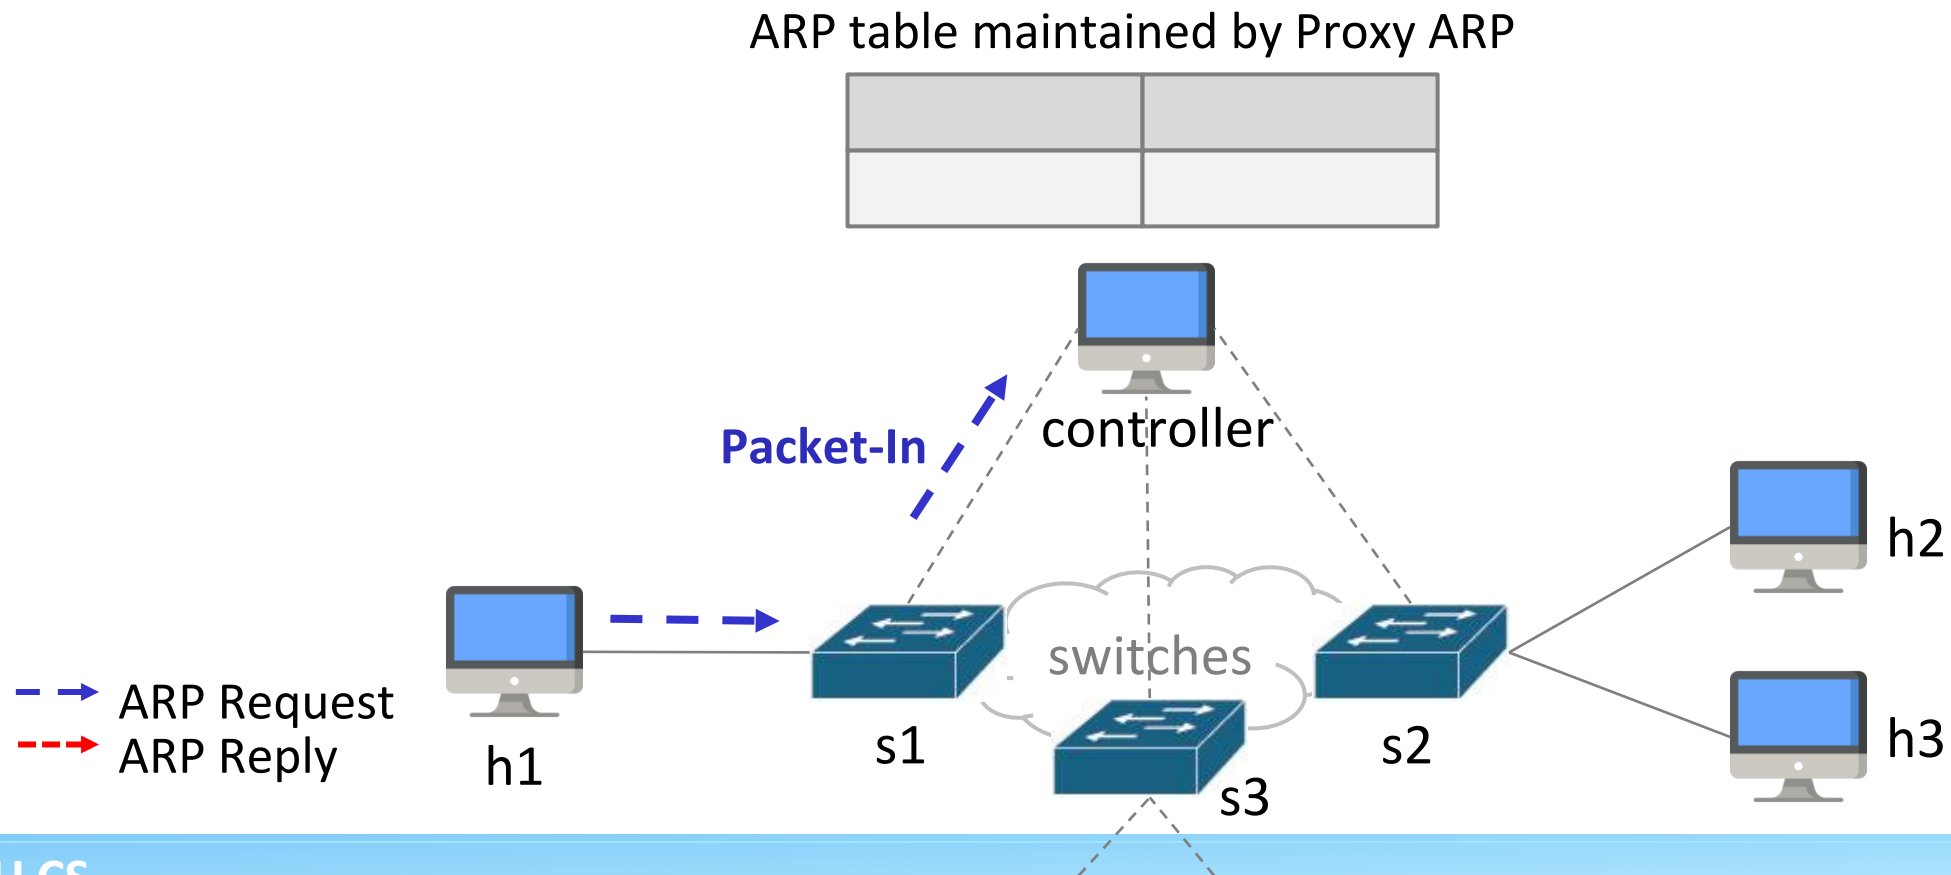 ARP table maintained by Proxy ARP
Packet-In
controller
h2
switches
ARP Request
ARP Reply
h1
s1
s2
h3
s3
CS